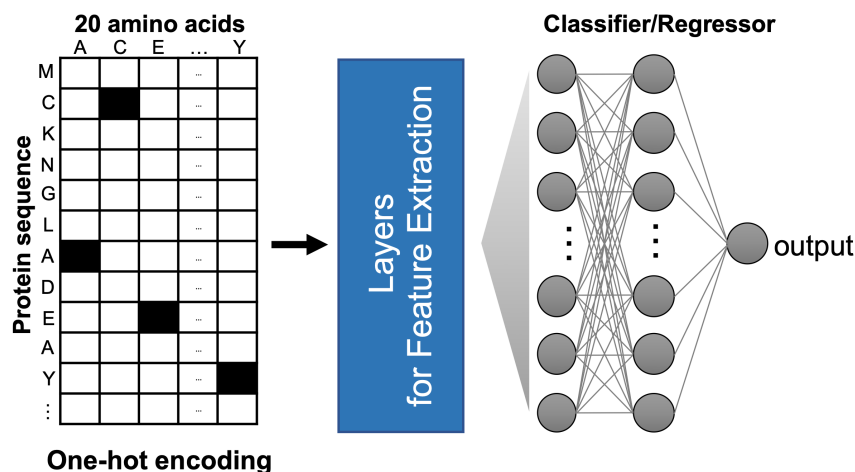 20 amino acids
A C E ... Y
Protein sequence
M ...
C ...
K ...
N ...
G ...
L ...
A ...
D ...
E ...
A ...
Y ...
⋮ ...
One-hot encoding
Layers
for Feature Extraction
Classifier/Regressor
⋮ ⋮
output